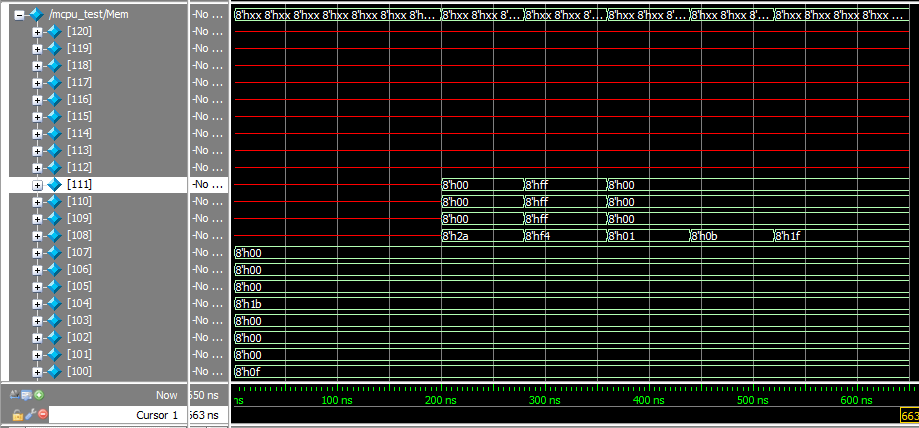 /mcpu_test/Mem -No ... 8'hxx 8'hxx 8'hxx 8'hxx 8'hxx 8'hxx 8'h... 8'hxx 8'hxx 8'... 8'hxx 8'hxx 8'... 8'hxx 8'hxx 8'... 8'hxx 8'hxx 8'... 8'hxx 8'hxx 8'hxx 8'hxx ...
[120] -No ...
[119] -No ...
[118] -No ...
[117] -No ...
[116] -No ...
[115] -No ...
[114] -No ...
[113] -No ...
[112] -No ...
[111] -No ... 8'h00 8'hff 8'h00
[110] -No ... 8'h00 8'hff 8'h00
[109] -No ... 8'h00 8'hff 8'h00
[108] -No ... 8'h2a 8'hf4 8'h01 8'h0b 8'h1f
[107] -No ... 8'h00
[106] -No ... 8'h00
[105] -No ... 8'h00
[104] -No ... 8'h1b
[103] -No ... 8'h00
[102] -No ... 8'h00
[101] -No ... 8'h00
[100] -No ... 8'h0f
Now 550 ns ns 100 ns 200 ns 300 ns 400 ns 500 ns 600 ns
Cursor 1 563 ns 663